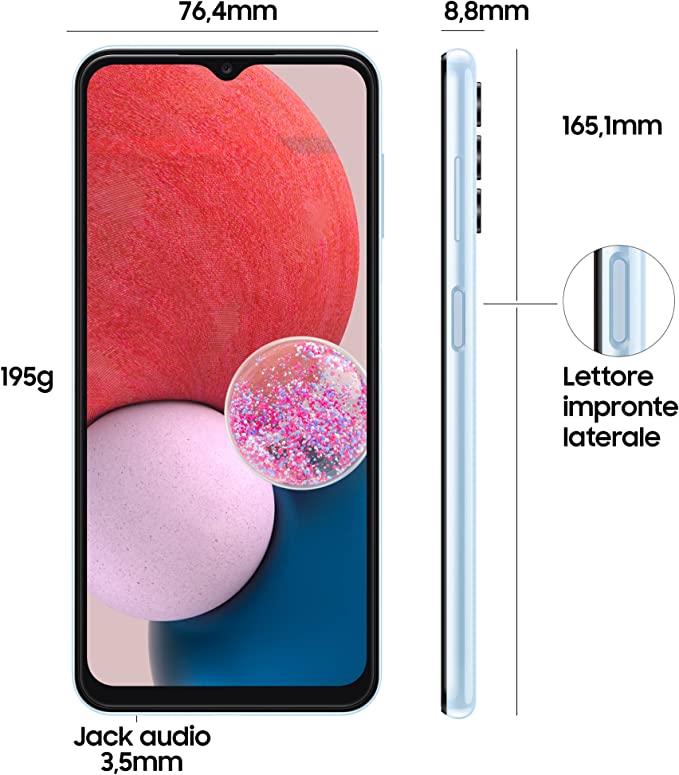 76,4mm
8,8mm
165,1mm
195g
Lettore
impronte
laterale
Jack audio
3,5mm